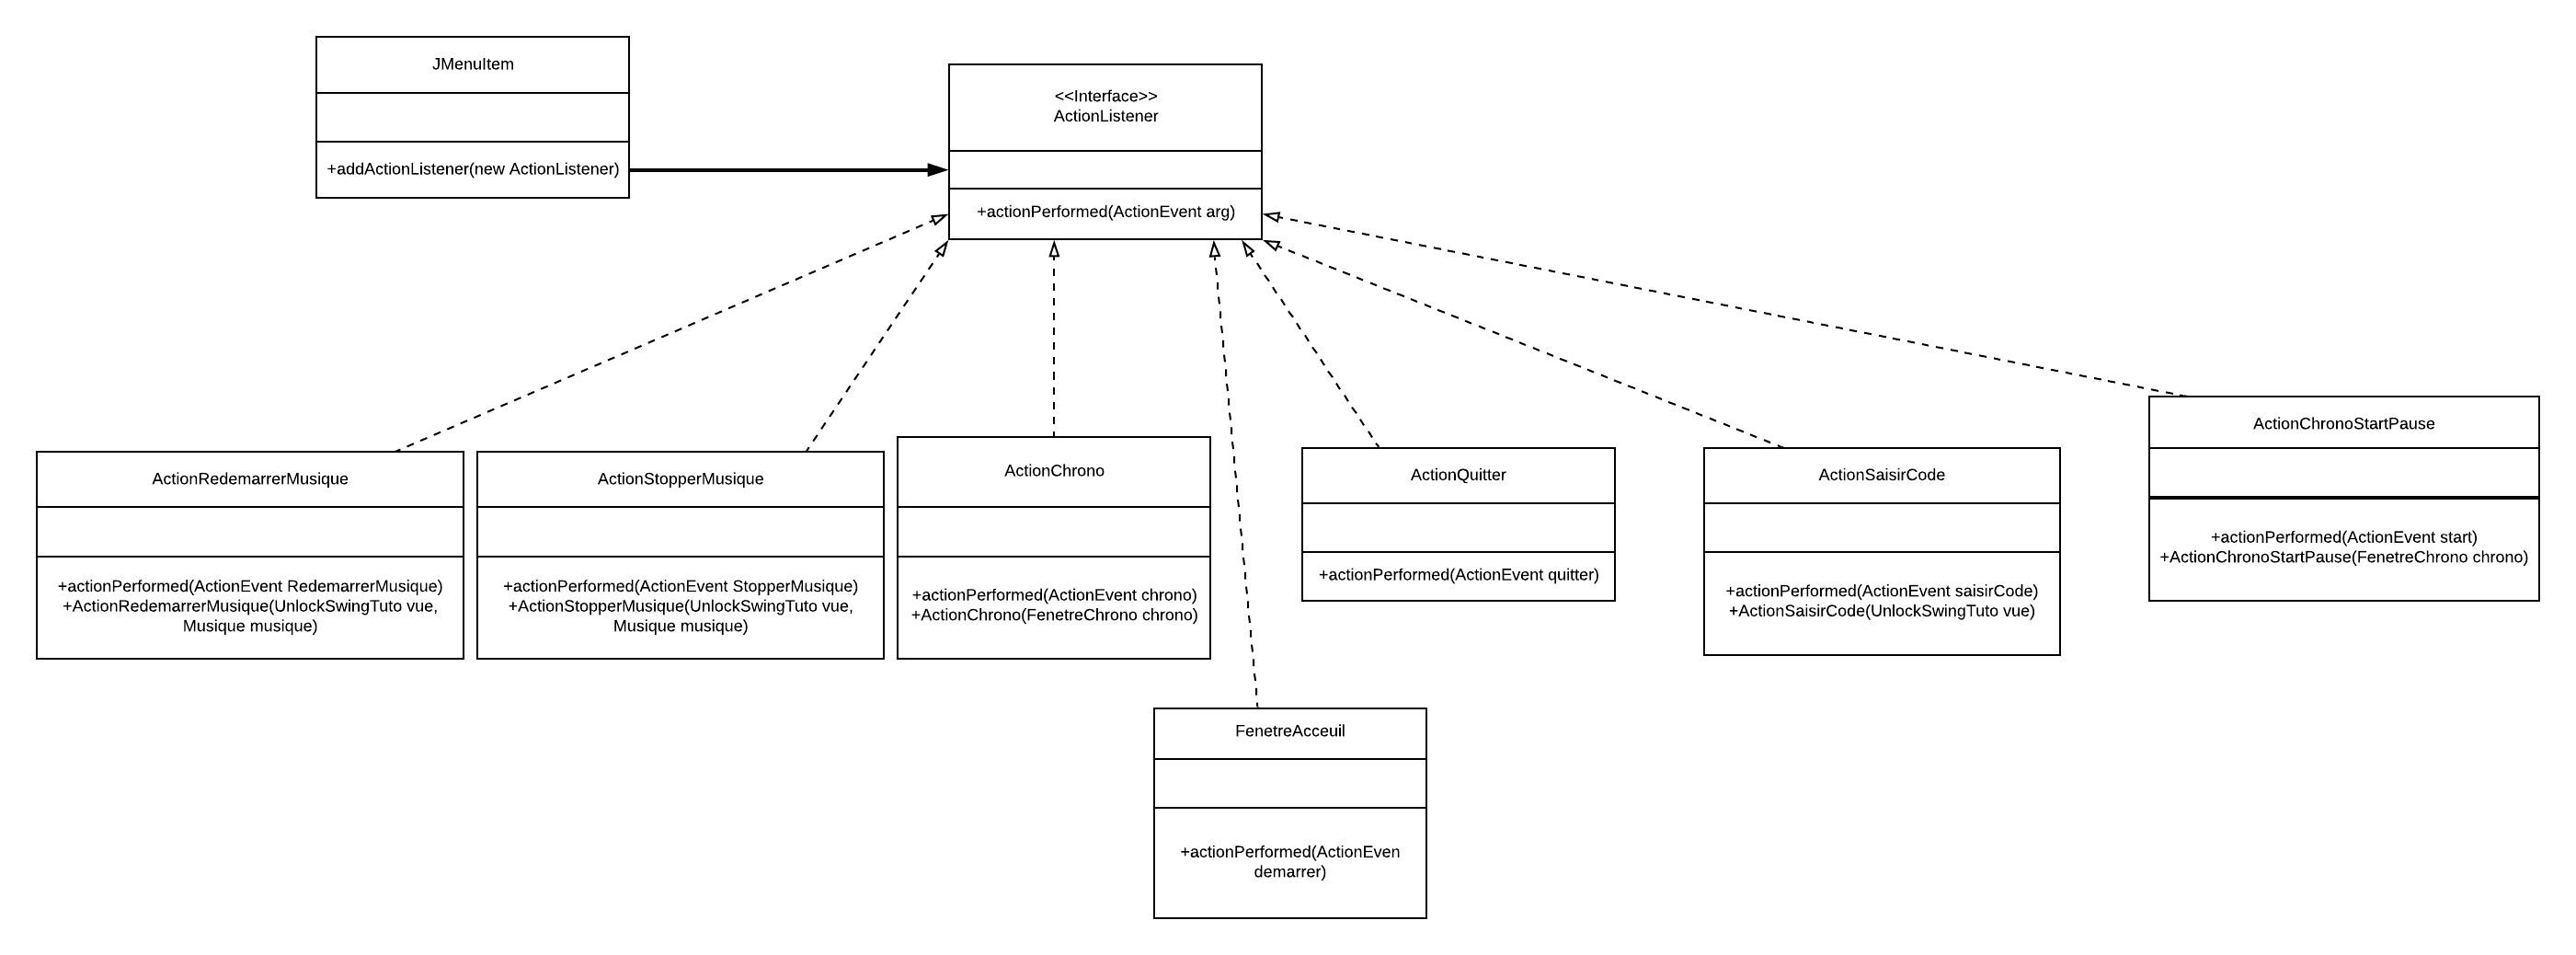 JMenuItem
+addActionListener(new ActionListener)
<<Interface>>
ActionListener
+actionPerformed(ActionEvent arg)
ActionRedemarrerMusique
+actionPerformed(ActionEvent RedemarrerMusique)
+ActionRedemarrerMusique(UnlockSwingTuto vue,
Musique musique)
ActionStopperMusique
+actionPerformed(ActionEvent StopperMusique)
+ActionStopperMusique(UnlockSwingTuto vue,
Musique musique)
ActionChrono
+actionPerformed(ActionEvent chrono)
+ActionChrono(FenetreChrono chrono)
ActionQuitter
+actionPerformed(ActionEvent quitter)
ActionSaisirCode
+actionPerformed(ActionEvent saisirCode)
+ActionSaisirCode(UnlockSwingTuto vue)
ActionChronoStartPause
+actionPerformed(ActionEvent start)
+ActionChronoStartPause(FenetreChrono chrono)
FenetreAcceuil
+actionPerformed(ActionEven
demarrer)